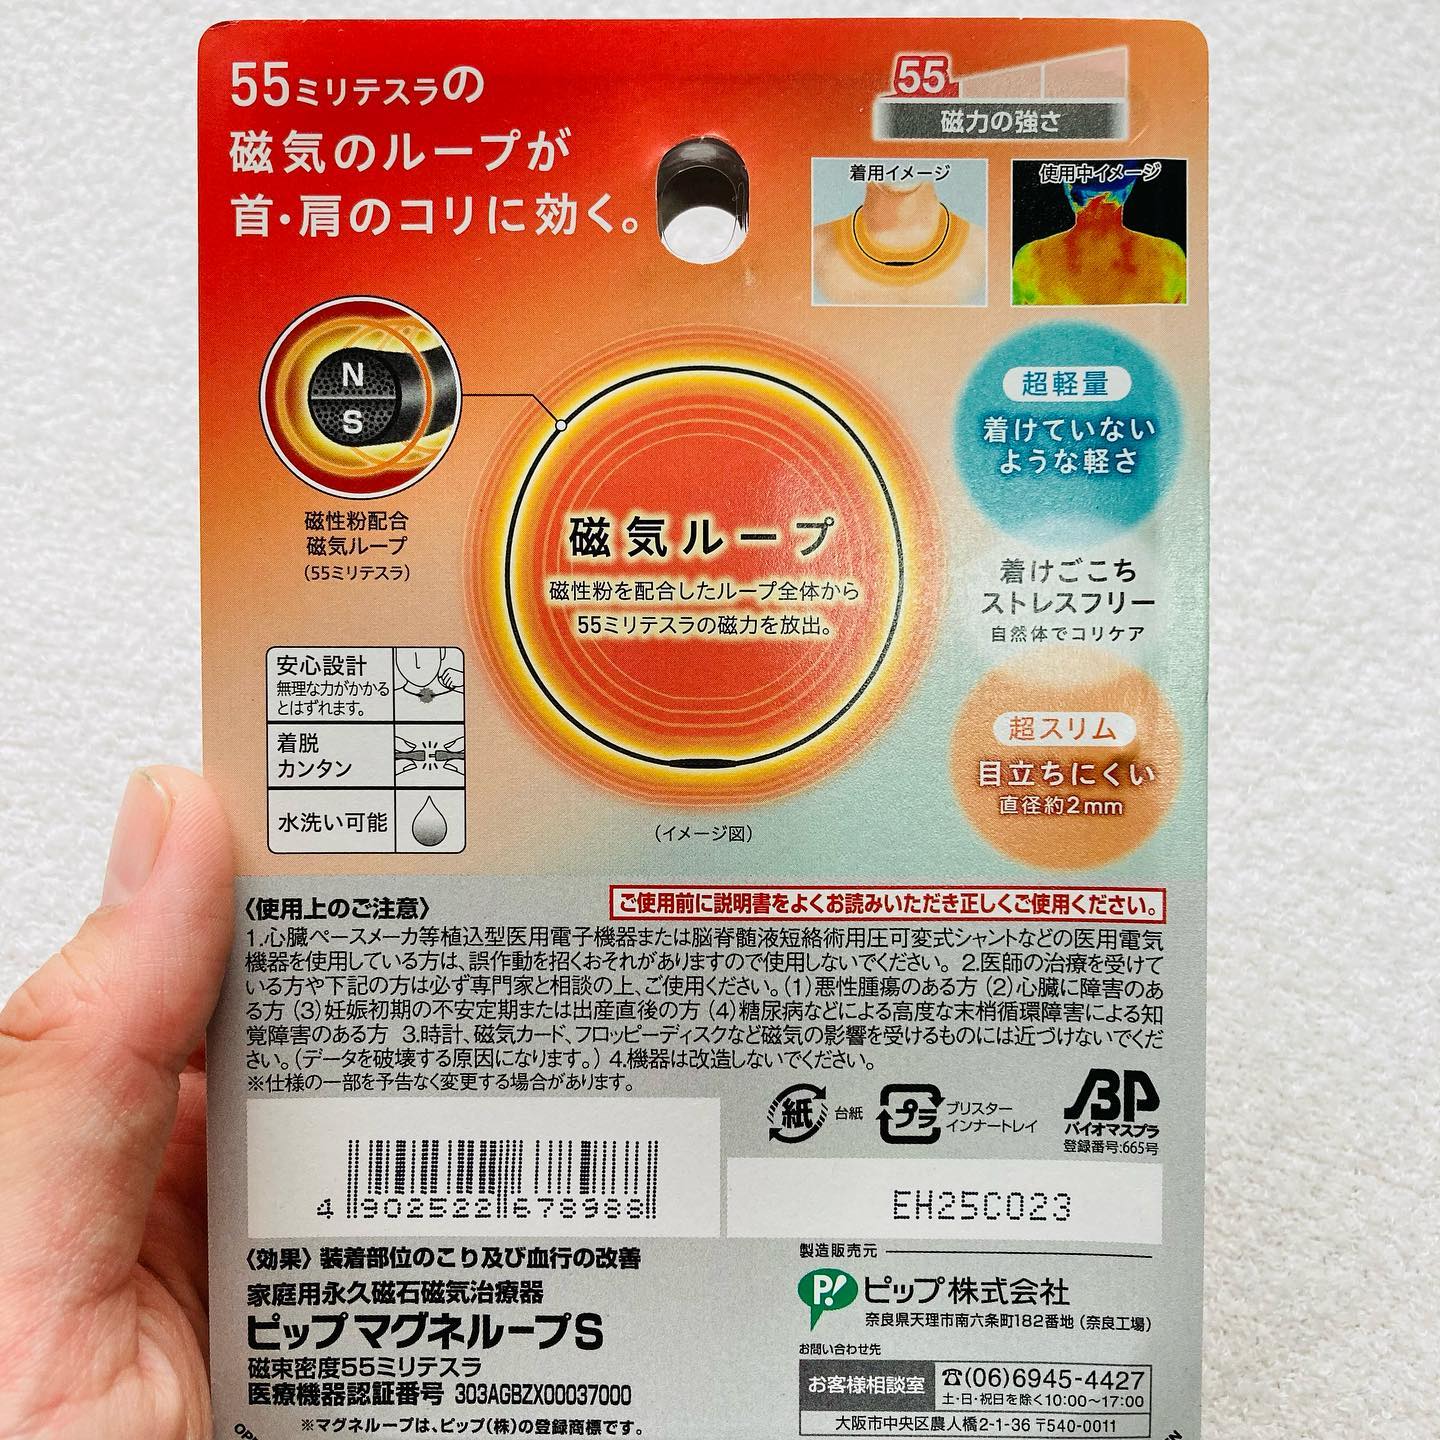 55ミリテスラの
磁気のループが
首・肩のコリに効く。
55
磁力の強さ
着用イメージ
使用中イメージ
N
S
磁性粉配合
磁気ループ
(55ミリテスラ)
磁気ループ
磁性粉を配合したループ全体から
55ミリテスラの磁力を放出。
(イメージ図)
超軽量
着けていない
ような軽さ
着けごこち
ストレスフリー
自然体でコリケア
超スリム
目立ちにくい
直径約2mm
安心設計
無理な力がかかる
とはずれます。
着脱
カンタン
水洗い可能
〈使用上のご注意〉
ご使用前に説明書をよくお読みいただき正しくご使用ください。
1.心臓ペースメーカ等植込型医用電子機器または脳脊髄液短絡術用圧可変式シャントなどの医用電気
機器を使用している方は、誤作動を招くおそれがありますので使用しないでください。 2.医師の治療を受けて
いる方や下記の方は必ず専門家と相談の上、ご使用ください。(1)悪性腫瘍のある方 (2)心臓に障害のあ
る方 (3)妊娠初期の不安定期または出産直後の方 (4)糖尿病などによる高度な末梢循環障害による知
覚障害のある方 3.時計、磁気カード、フロッピーディスクなど磁気の影響を受けるものには近づけないでくだ
さい。(データを破壊する原因になります。) 4.機器は改造しないでください。
※仕様の一部を予告なく変更する場合があります。
紙
台紙
プラ
ブリスター
インナートレイ
BP
バイオマスプラ
登録番号:665号
4 902522 678988
EH25C023
〈効果〉装着部位のこり及び血行の改善
家庭用永久磁石磁気治療器
ピップマグネループS
磁束密度55ミリテスラ
医療機器認証番号 303AGBZX00037000
※マグネループは、ピップ(株)の登録商標です。
製造販売元
P!
ピップ株式会社
奈良県天理市南六条町182番地(奈良工場)
お問い合わせ先
お客様相談室
☎(06)6945-4427
土・日・祝日を除く10:00〜17:00
大阪市中央区農人橋2-1-36 〒540-0011